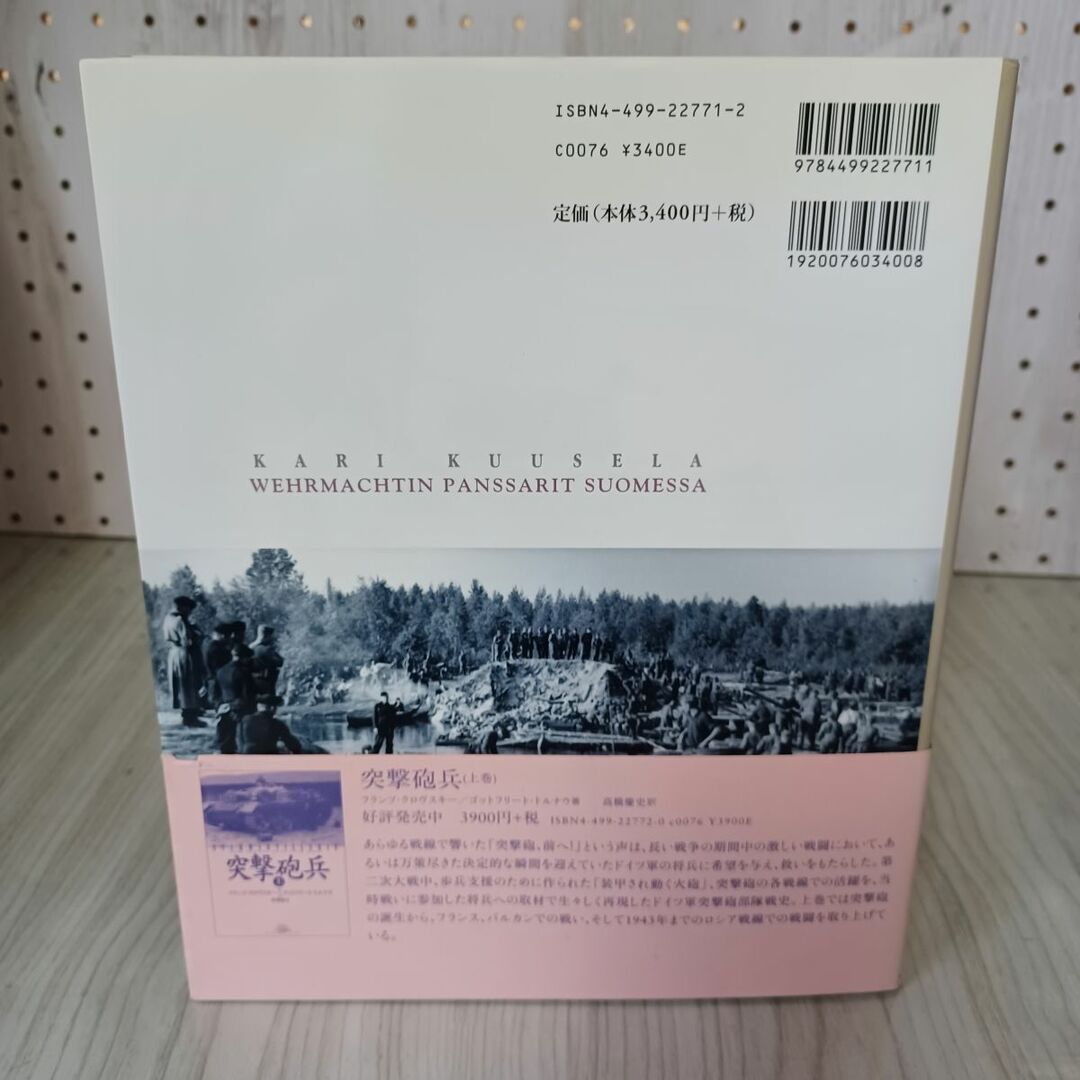 ISBN4-499-22771-2
C0076 ¥3400E
9784499227711
定価(本体3,400円+税)
1920076034008
KARI KUUSELA
WEHRMACHTIN PANSSARIT SUOMESSA
突撃砲兵(上巻)
フランツ・クロヴスキー/ゴットフリート・トルナウ著 高橋慶史訳
好評発売中 3900円+税 ISBN4-499-22772-0 c0076 ¥3900E
あらゆる戦線で響いた「突撃砲、前へ!」という声は、長い戦争の期間中の激しい戦闘において、あ
るいは万策尽きた決定的な瞬間を迎えていたドイツ軍の将兵に希望を与え、救いをもたらした。第
二次大戦中、歩兵支援のために作られた「装甲され動く火砲」、突撃砲の各戦線での活躍を、当
時戦いに参加した将兵への取材で生々しく再現したドイツ軍突撃砲部隊戦史。上巻では突撃砲
の誕生から、フランス、バルカンでの戦い、そして1943年までのロシア戦線での戦闘を取り上げて
いる。
突撃砲兵
上